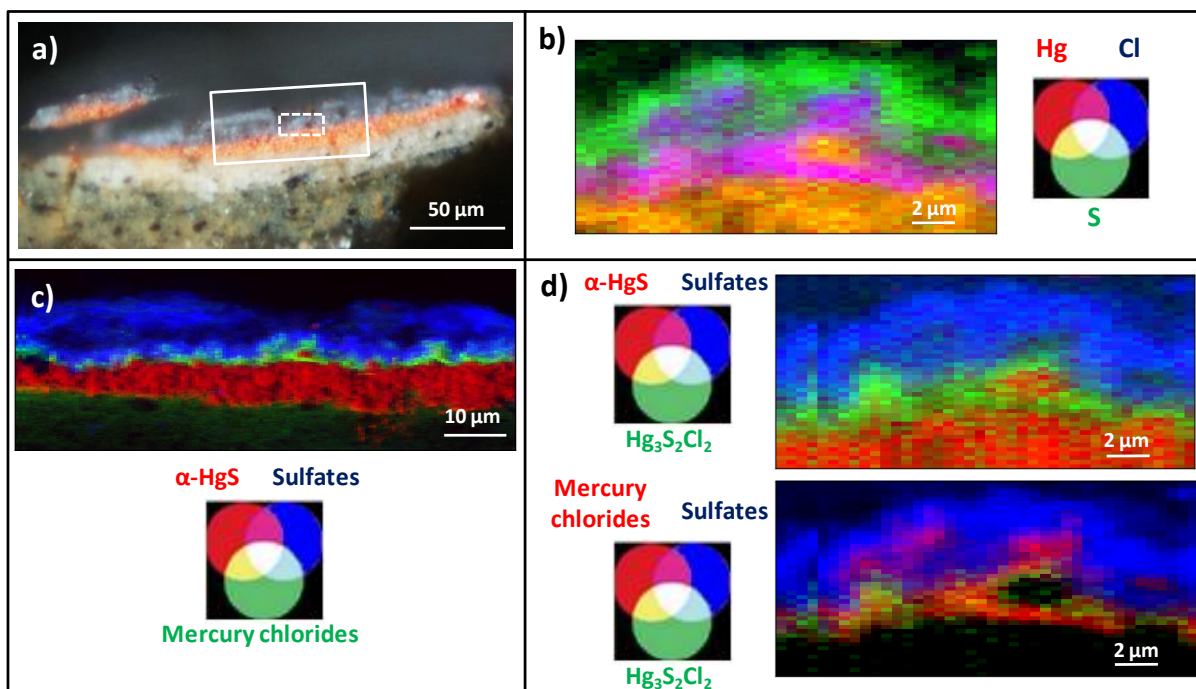 a)
50 µm
b)
Hg Cl
S
2 µm
c)
10 µm
α-HgS Sulfates
Mercury chlorides
d)
α-HgS Sulfates
Hg₃S₂Cl₂
2 µm
Mercury
chlorides Sulfates
Hg₃S₂Cl₂
2 µm